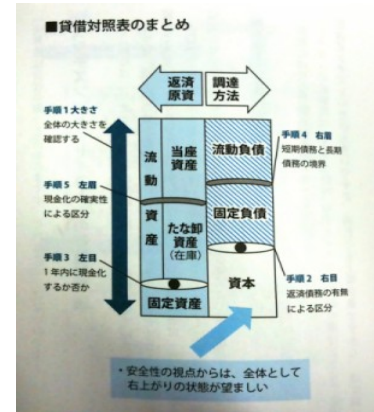 ■貸借対照表のまとめ
返済
原資
調達
方法
手順1 大きさ
全体の大きさを
確認する
手順5 左眉
現金化の確実性
による区分
手順3 左目
1年内に現金化
するか否か
流動資産
当座
資産
たな卸
資産
(在庫)
固定資産
流動負債
固定負債
資本
手順4 右眉
短期債務と長期
債務の境界
手順2 右目
返済債務の有無
による区分
・安全性の視点からは、全体として
右上がりの状態が望ましい